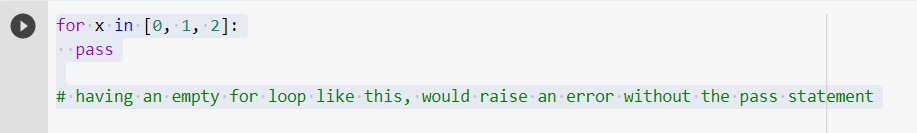 for x in [0, 1, 2]:
  pass
# having an empty for loop like this, would raise an error without the pass statement